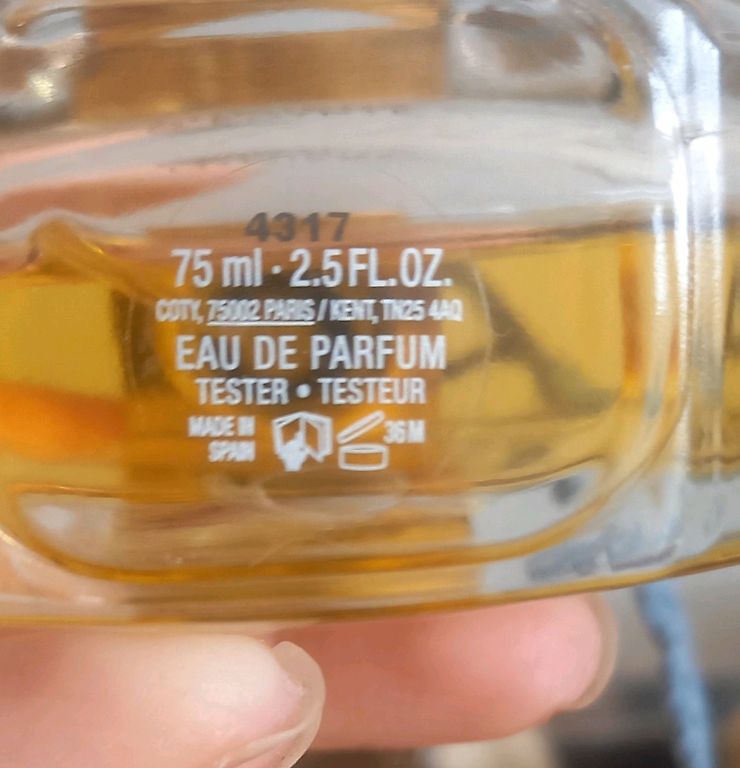 4317
75 ml · 2.5 FL. OZ.
COTY, 75002 PARIS / KENT, TN25 4AQ
EAU DE PARFUM
TESTER • TESTEUR
MADE IN
SPAIN
36 M